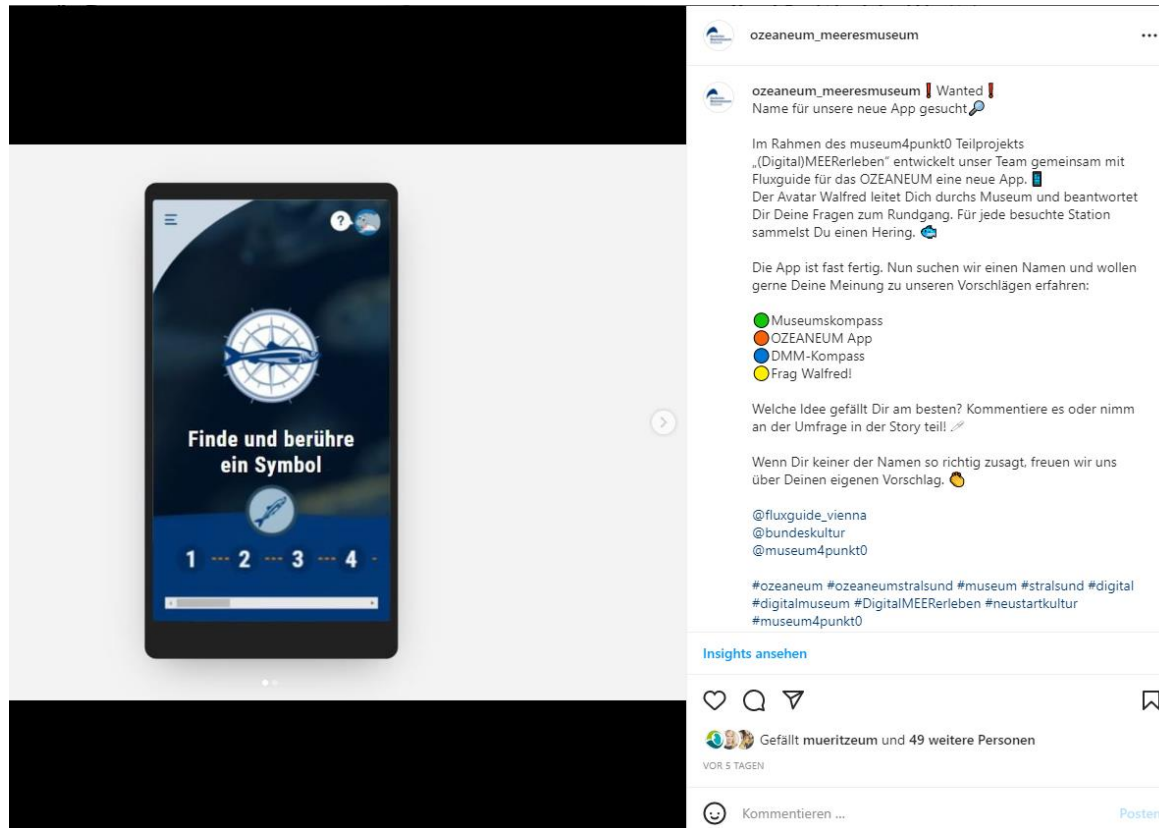 Finde und berühre
ein Symbol
1 --- 2 --- 3 --- 4 -
?
ozeaneum_meeresmuseum
ozeaneum_meeresmuseum ❗Wanted❗
Name für unsere neue App gesucht🔎
Im Rahmen des museum4punkt0 Teilprojekts
„(Digital)MEERerleben“ entwickelt unser Team gemeinsam mit
Fluxguide für das OZEANEUM eine neue App. 📱
Der Avatar Walfred leitet Dich durchs Museum und beantwortet
Dir Deine Fragen zum Rundgang. Für jede besuchte Station
sammelst Du einen Hering. 🐟
Die App ist fast fertig. Nun suchen wir einen Namen und wollen
gerne Deine Meinung zu unseren Vorschlägen erfahren:
🟢Museumskompass
🟠OZEANEUM App
🔵DMM-Kompass
🟡Frag Walfred!
Welche Idee gefällt Dir am besten? Kommentiere es oder nimm
an der Umfrage in der Story teil!
Wenn Dir keiner der Namen so richtig zusagt, freuen wir uns
über Deinen eigenen Vorschlag. 👏
@fluxguide_vienna
@bundeskultur
@museum4punkt0
#ozeaneum #ozeaneumstralsund #museum #stralsund #digital
#digitalmuseum #DigitalMEERerleben #neustartkultur
#museum4punkt0
Insights ansehen
Gefällt mueritzeum und 49 weitere Personen
VOR 5 TAGEN
Kommentieren ...
Posten